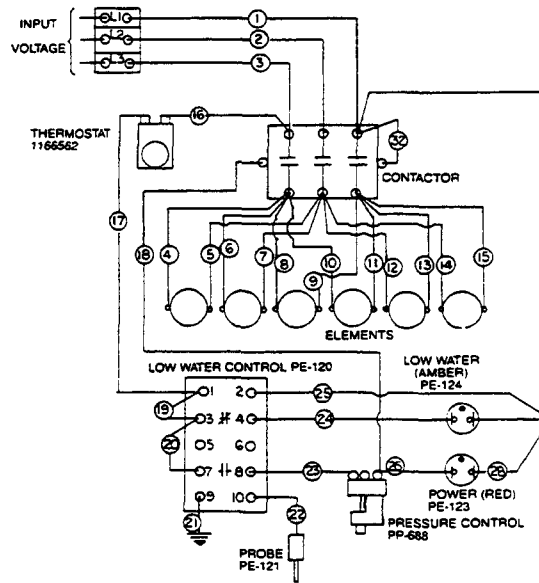 INPUT
VOLTAGE
L1
L2
L3
1
2
3
16
THERMOSTAT
1166562
32
CONTACTOR
17
18
4
5
6
7
8
10
9
11
12
13
14
15
ELEMENTS
LOW WATER CONTROL PE-120
LOW WATER
(AMBER)
PE-124
1
2
25
19
3
4
24
20
5
6
7
8
23
26
28
9
10
21
22
POWER (RED)
PE-123
PRESSURE CONTROL
PP-688
PROBE
PE-121